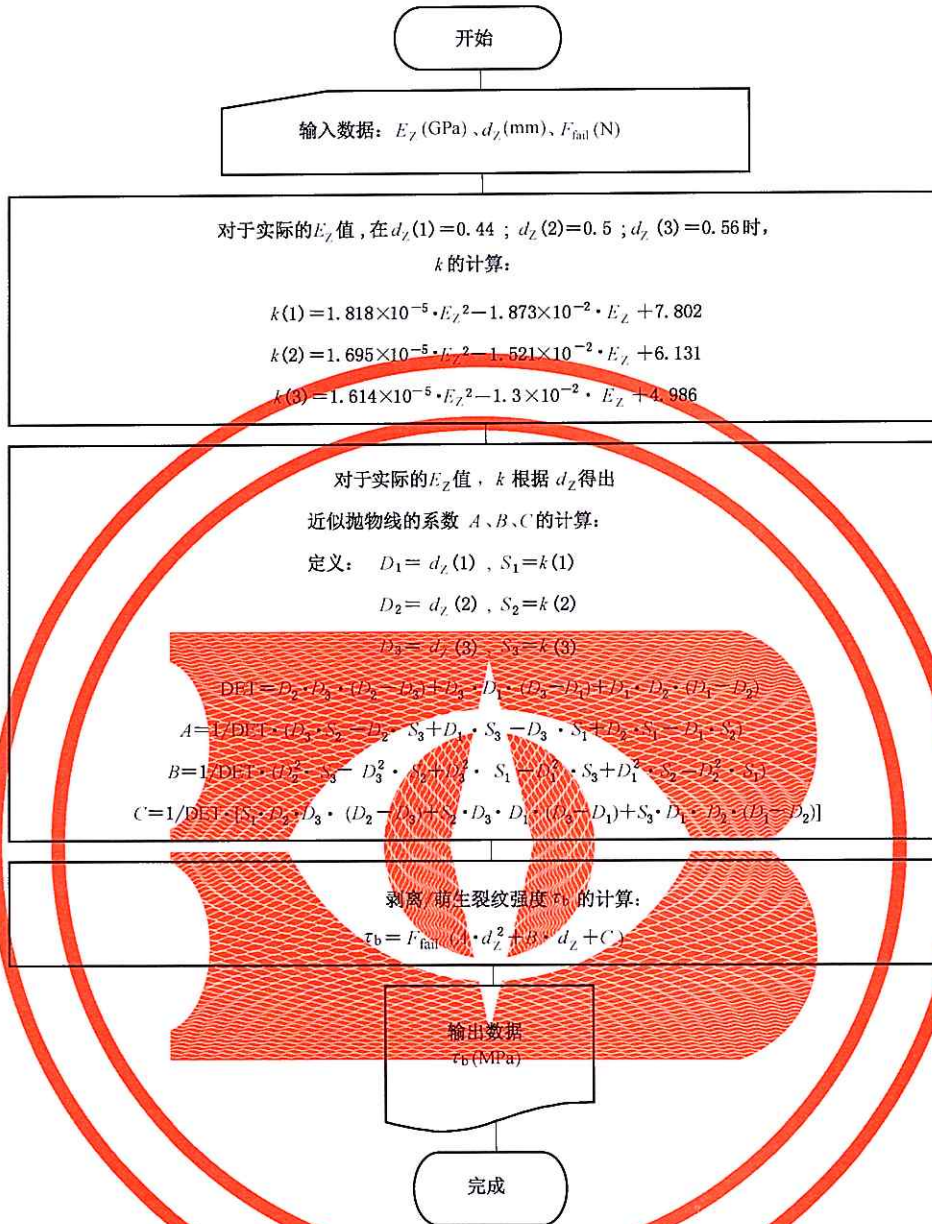 开始
输入数据: E_Z(GPa)、d_Z(mm)、F_fail(N)
对于实际的E_Z值,在d_Z(1)=0.44 ; d_Z(2)=0.5 ; d_Z(3)=0.56时,
k的计算:
k(1)=1.818×10⁻⁵·E_Z²-1.873×10⁻²·E_Z+7.802
k(2)=1.695×10⁻⁵·E_Z²-1.521×10⁻²·E_Z+6.131
k(3)=1.614×10⁻⁵·E_Z²-1.3×10⁻²·E_Z+4.986
对于实际的E_Z值, k 根据 d_Z得出
近似抛物线的系数 A、B、C的计算:
定义: D₁=d_Z(1) , S₁=k(1)
D₂=d_Z(2) , S₂=k(2)
D₃=d_Z(3) , S₃=k(3)
DET=D₂·D₃·(D₂-D₃)+D₃·D₁·(D₃-D₁)+D₁·D₂·(D₁-D₂)
A=1/DET·(D₃·S₂-D₂·S₃+D₁·S₃-D₃·S₁+D₂·S₁-D₁·S₂)
B=1/DET·(D₂²·S₃-D₃²·S₂+D₃²·S₁-D₁²·S₃+D₁²·S₂-D₂²·S₁)
C=1/DET·[S₁·D₂·D₃·(D₂-D₃)+S₂·D₃·D₁·(D₃-D₁)+S₃·D₁·D₂·(D₁-D₂)]
剥离/萌生裂纹强度 τ_b 的计算:
τ_b=F_fail(A·d_Z²+B·d_Z+C)
输出数据
τ_b(MPa)
完成